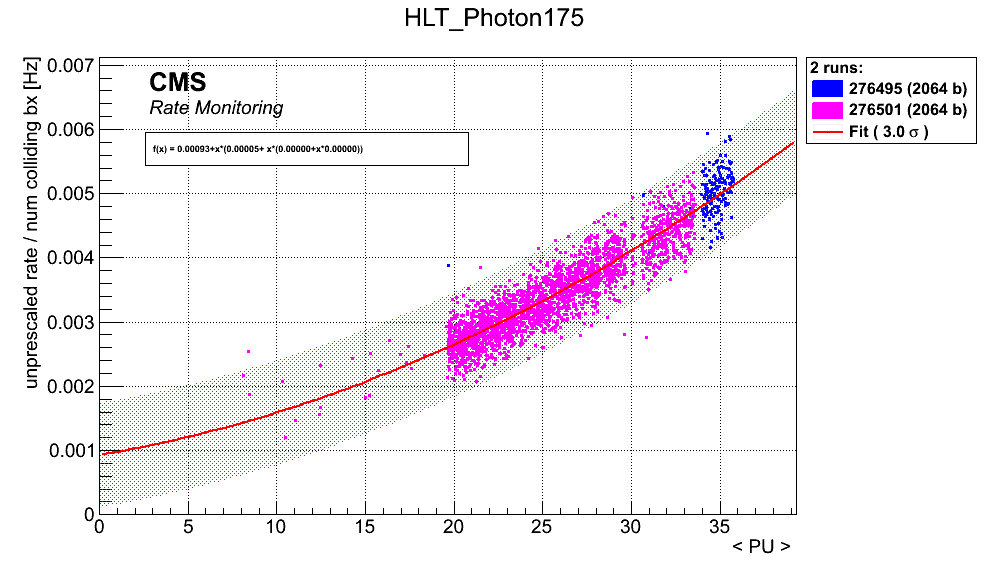 HLT_Photon175
unprescaled rate / num colliding bx [Hz]
0.007
0.006
0.005
0.004
0.003
0.002
0.001
0
CMS
Rate Monitoring
f(x) = 0.00093+x*(0.00005+ x*(0.00000+x*0.00000))
2 runs:
276495 (2064 b)
276501 (2064 b)
Fit ( 3.0 σ )
0 5 10 15 20 25 30 35
< PU >